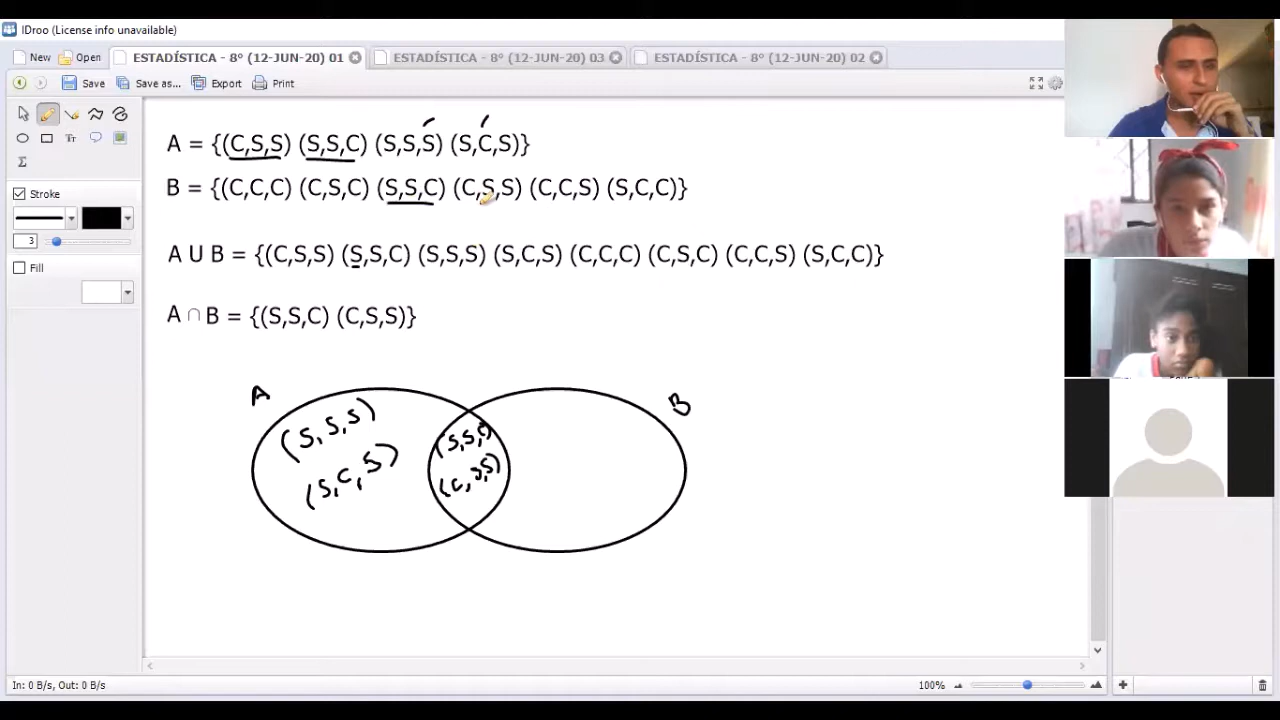 IDroo (License info unavailable)
New Open ESTADÍSTICA - 8º (12-JUN-20) 01 ESTADÍSTICA - 8º (12-JUN-20) 03 ESTADÍSTICA - 8º (12-JUN-20) 02
Save Save as... Export Print
Tr
Σ
Stroke
3
Fill
A = {(C,S,S) (S,S,C) (S,S,S) (S,C,S)}
B = {(C,C,C) (C,S,C) (S,S,C) (C,S,S) (C,C,S) (S,C,C)}
A U B = {(C,S,S) (S,S,C) (S,S,S) (S,C,S) (C,C,C) (C,S,C) (C,C,S) (S,C,C)}
A ∩ B = {(S,S,C) (C,S,S)}
A
B
(S,S,S)
(S,C,S)
(S,S,C)
(C,S,S)
In: 0 B/s, Out: 0 B/s
100%